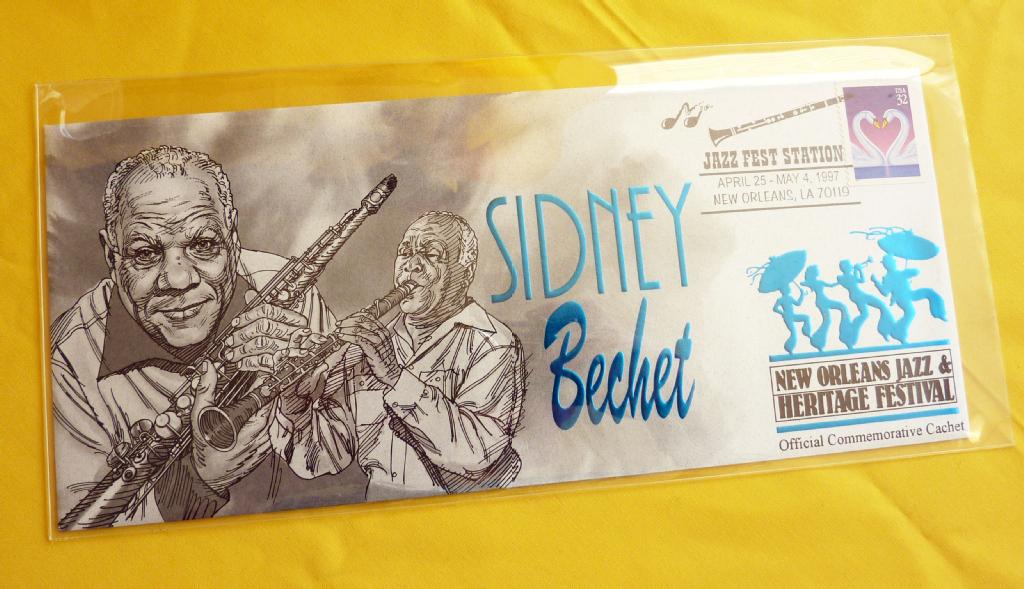 USA
32
JAZZ FEST STATION
APRIL 25 - MAY 4, 1997
NEW ORLEANS, LA 70119
SIDNEY
Bechet
NEW ORLEANS JAZZ &
HERITAGE FESTIVAL
Official Commemorative Cachet